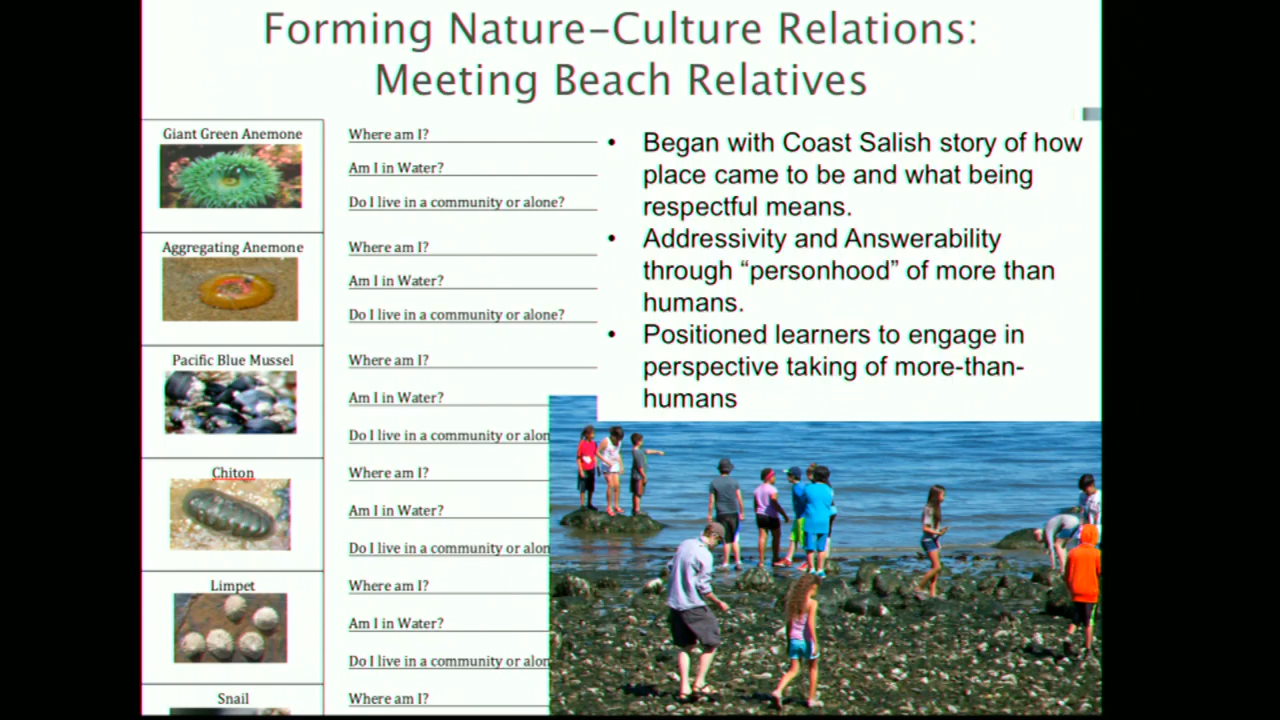 Forming Nature-Culture Relations:
Meeting Beach Relatives
Giant Green Anemone
Where am I?
Am I in Water?
Do I live in a community or alone?
Aggregating Anemone
Where am I?
Am I in Water?
Do I live in a community or alone?
Pacific Blue Mussel
Where am I?
Am I in Water?
Do I live in a community or alon
Chiton
Where am I?
Am I in Water?
Do I live in a community or alon
Limpet
Where am I?
Am I in Water?
Do I live in a community or alon
Snail
Where am I?
• Began with Coast Salish story of how
place came to be and what being
respectful means.
• Addressivity and Answerability
through “personhood” of more than
humans.
• Positioned learners to engage in
perspective taking of more-than-
humans